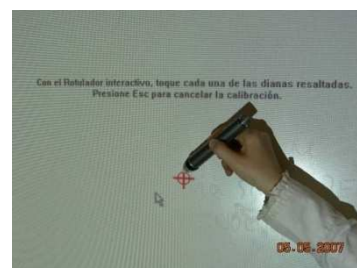 Con el Rotulador interactivo, toque cada una de las dianas resaltadas.
Presione Esc para cancelar la calibración.
05.05.2007